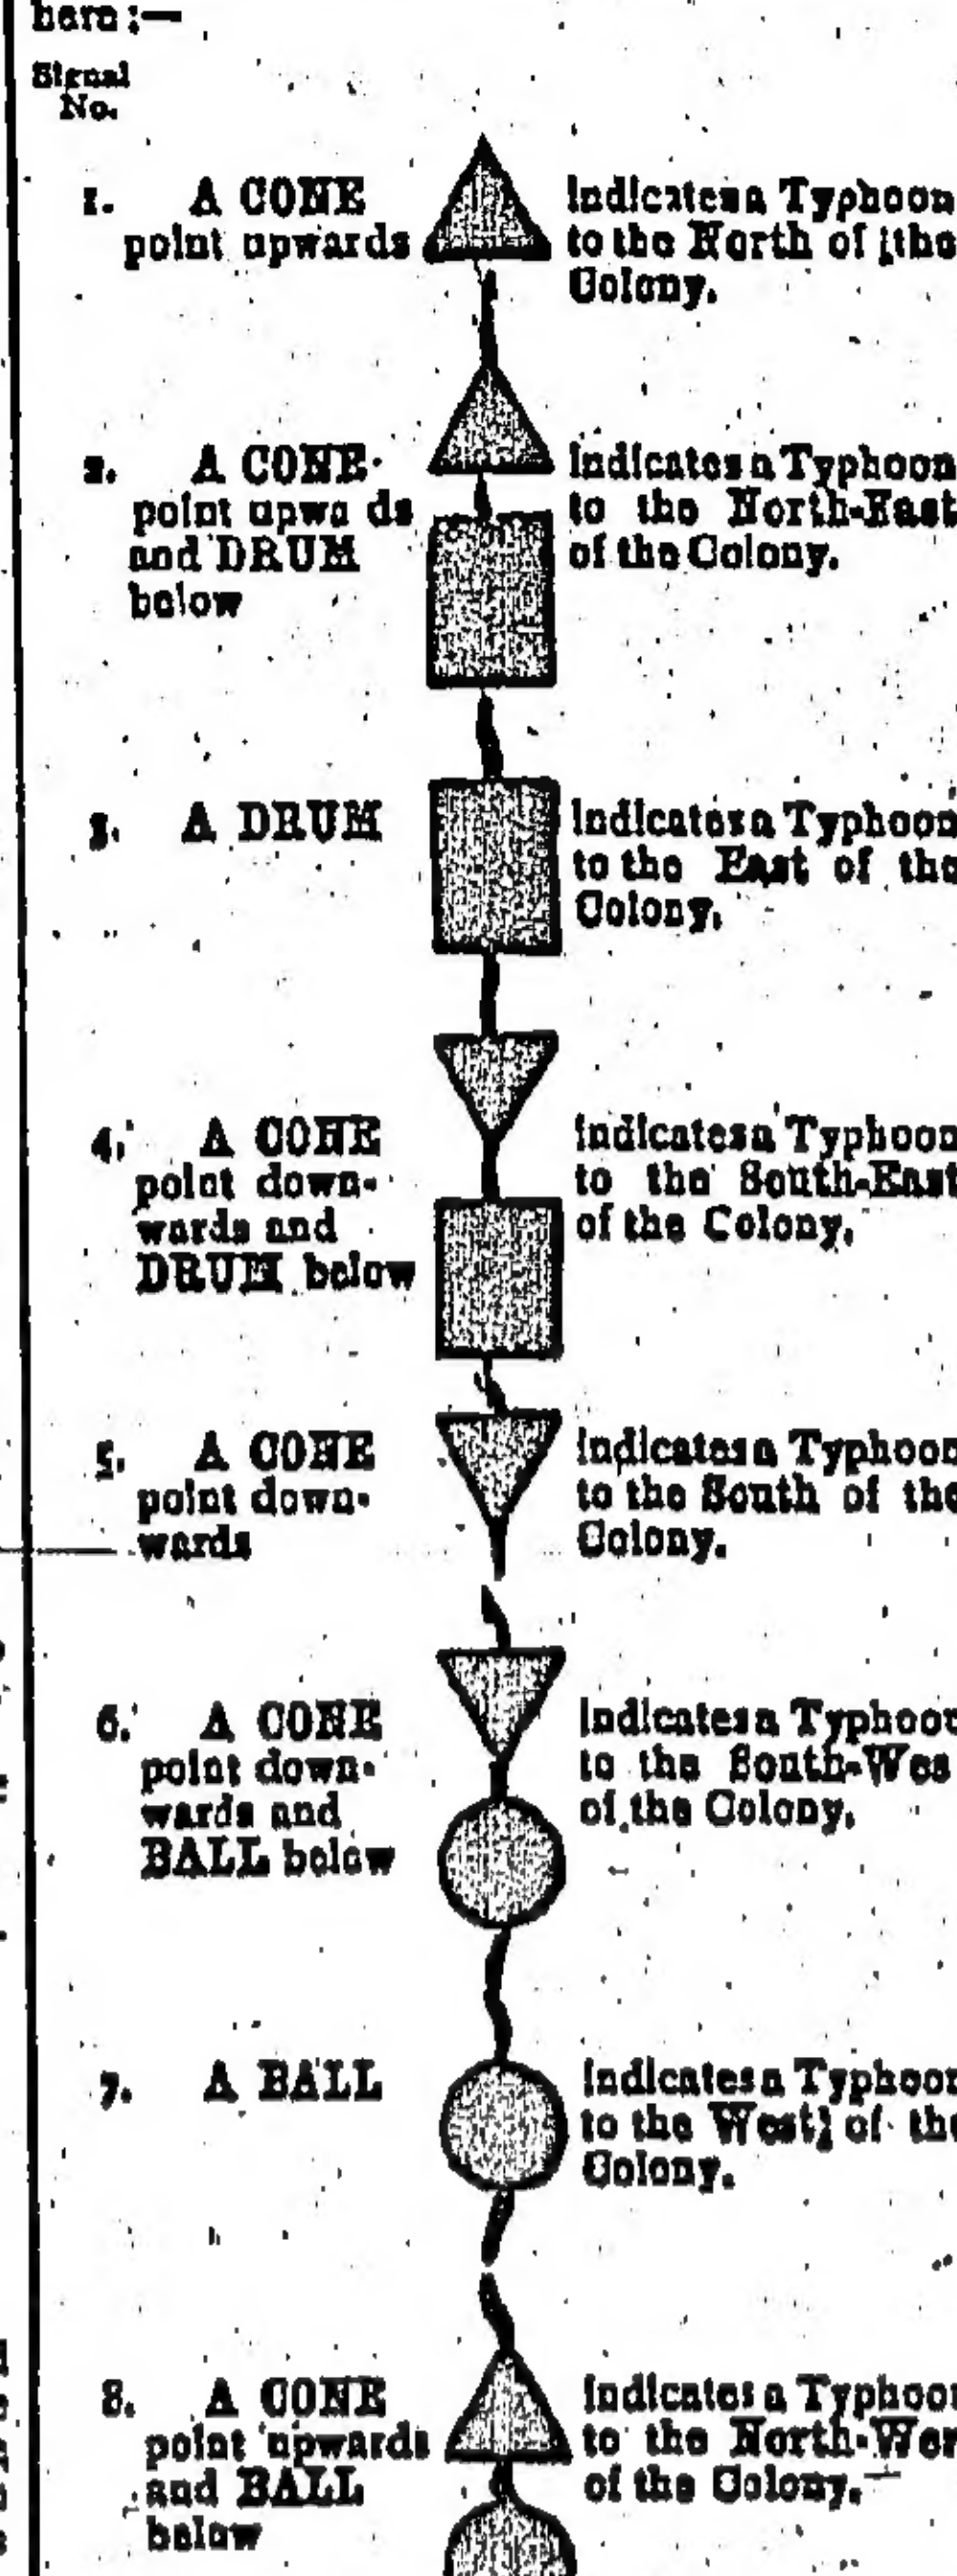 here:—
Signal
No.
1. A CONE
point upwards
Indicates a Typhoon
to the North of the
Colony.
2. A CONE
point upwa ds
and DRUM
below
Indicates a Typhoon
to the North-East
of the Colony.
3. A DRUM
Indicates a Typhoon
to the East of the
Colony.
4. A CONE
point down-
wards and
DRUM below
Indicates a Typhoon
to the South-East
of the Colony.
5. A CONE
point down-
wards
Indicates a Typhoon
to the South of the
Colony.
6. A CONE
point down-
wards and
BALL below
Indicates a Typhoon
to the South-Wes
of the Colony.
7. A BALL
Indicates a Typhoon
to the West of the
Colony.
8. A CONE
point upwards
and BALL
below
Indicates a Typhoon
to the North-Wes
of the Colony.